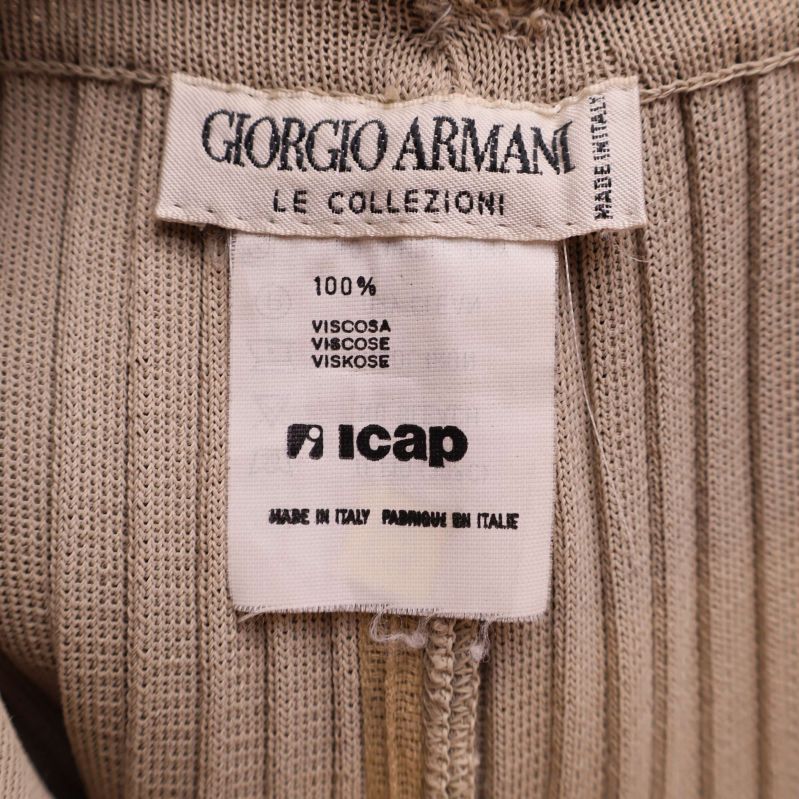 GIORGIO ARMANI
LE COLLEZIONI
MADE IN ITALY
100%
VISCOSA
VISCOSE
VISKOSE
icap
MADE IN ITALY FABRIQUE EN ITALIE